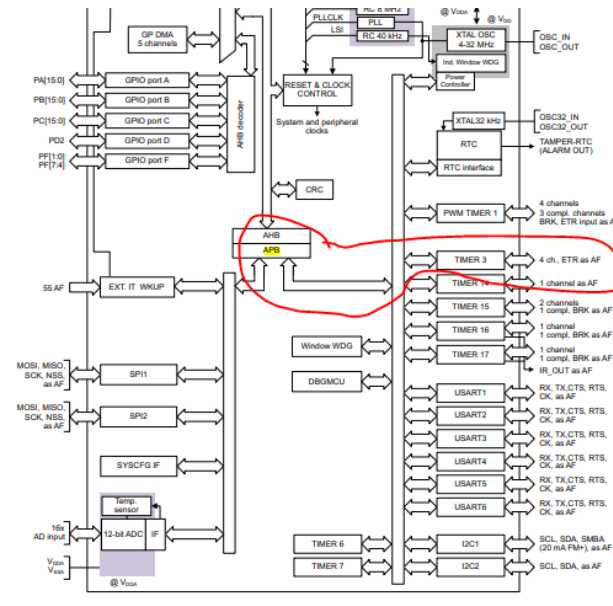 RC 8 MHz
@ VDDA
@ VDD
PLLCLK
PLL
LSI
RC 40 kHz
XTAL OSC
4-32 MHz
OSC_IN
OSC_OUT
Ind. Window WDG
Power
Controller
GP DMA
5 channels
RESET & CLOCK
CONTROL
System and peripheral
clocks
PA[15:0]
GPIO port A
PB[15:0]
GPIO port B
PC[15:0]
GPIO port C
PD2
GPIO port D
PF[1:0]
PF[7:4]
GPIO port F
AHB decoder
XTAL32 kHz
OSC32_IN
OSC32_OUT
RTC
TAMPER-RTC
(ALARM OUT)
RTC interface
CRC
AHB
APB
PWM TIMER 1
4 channels
3 compl. channels
BRK, ETR input as A
TIMER 3
4 ch., ETR as AF
TIMER 14
1 channel as AF
TIMER 15
2 channels
1 compl, BRK as AF
TIMER 16
1 channel
1 compl, BRK as AF
TIMER 17
1 channel
1 compl, BRK as AF
IR_OUT as AF
55 AF
EXT. IT WKUP
Window WDG
DBGMCU
MOSI, MISO,
SCK, NSS,
as AF
SPI1
MOSI, MISO,
SCK, NSS,
as AF
SPI2
SYSCFG IF
USART1
RX, TX,CTS, RTS,
CK, as AF
USART2
RX, TX,CTS, RTS,
CK, as AF
USART3
RX, TX,CTS, RTS,
CK, as AF
USART4
RX, TX,CTS, RTS,
CK, as AF
USART5
RX, TX,CTS, RTS,
CK, as AF
USART6
RX, TX,CTS, RTS,
CK, as AF
Temp.
sensor
16x
AD input
12-bit ADC
IF
VDDA
VSSA
@ VDDA
TIMER 6
TIMER 7
I2C1
SCL, SDA, SMBA
(20 mA FM+), as AF
I2C2
SCL, SDA, as AF